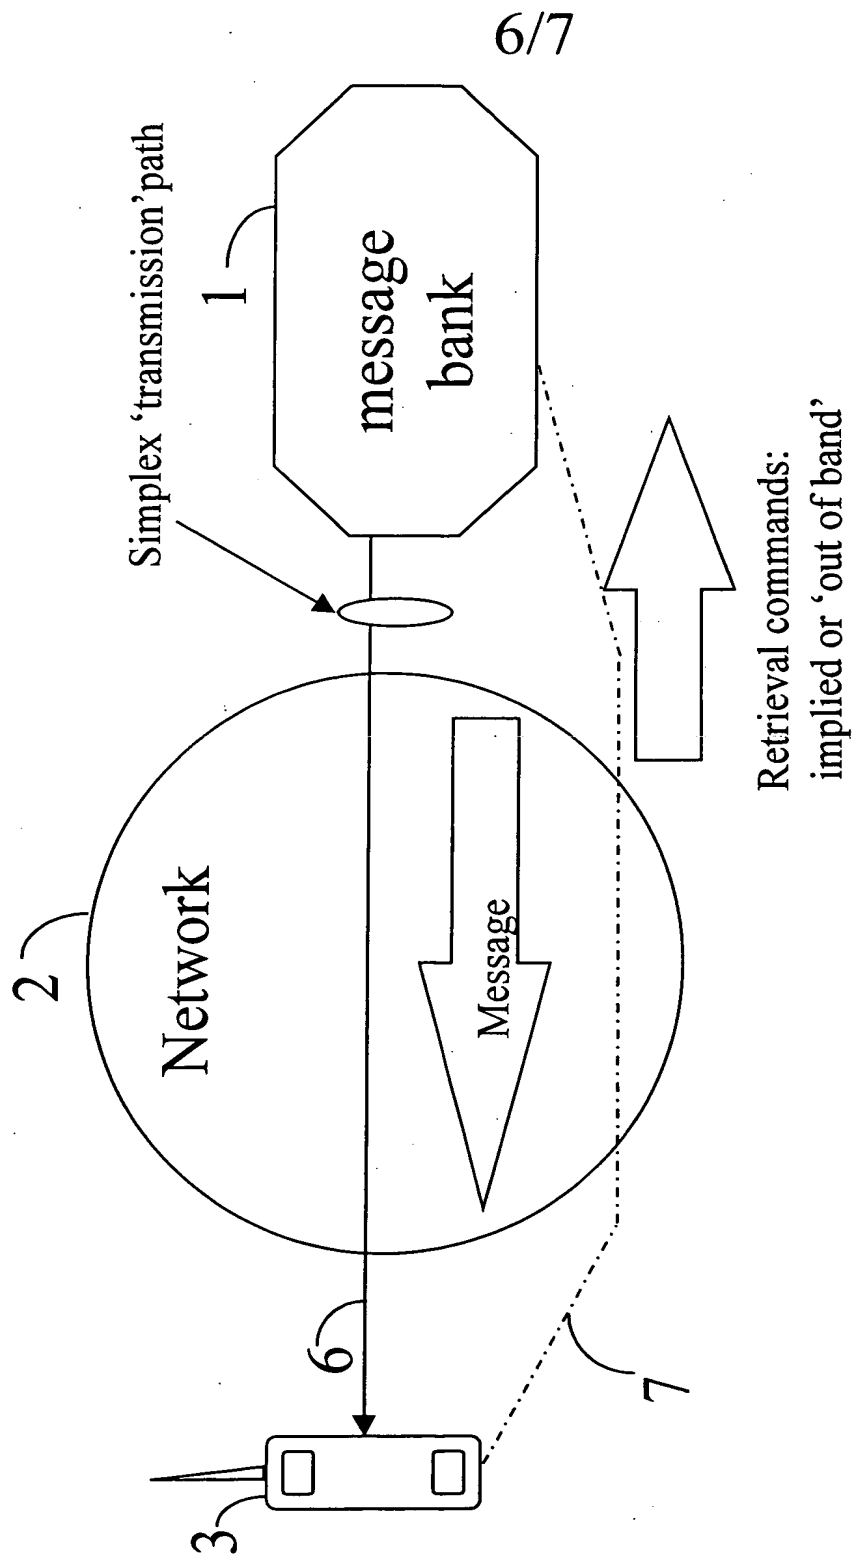 6/7
Simplex ‘transmission’ path
1
message
bank
2
Network
Message
6
3
7
Retrieval commands:
implied or ‘out of band’